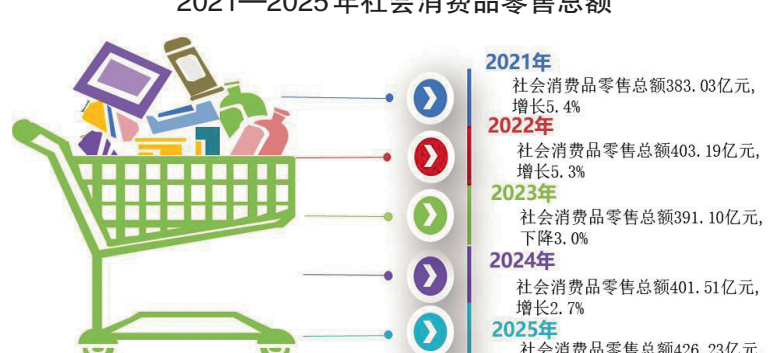 2021—2025年社会消费品零售总额
2021年
社会消费品零售总额383.03亿元,
增长5.4%
2022年
社会消费品零售总额403.19亿元,
增长5.3%
2023年
社会消费品零售总额391.10亿元,
下降3.0%
2024年
社会消费品零售总额401.51亿元,
增长2.7%
2025年
社会消费品零售总额426.23亿元